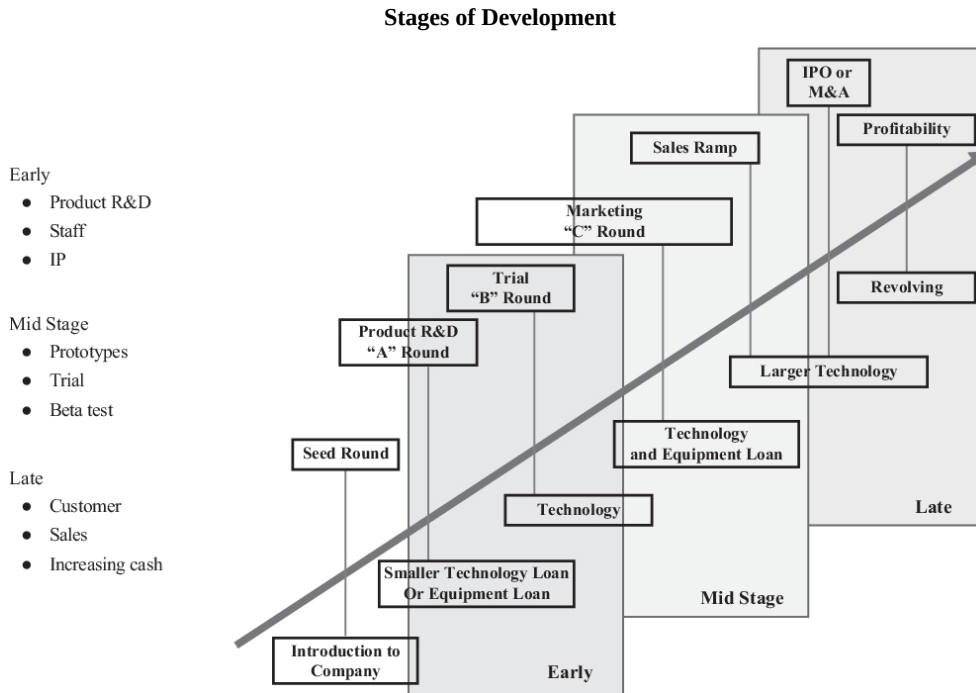 Stages of Development
Early
● Product R&D
● Staff
● IP
Mid Stage
● Prototypes
● Trial
● Beta test
Late
● Customer
● Sales
● Increasing cash
IPO or
M&A
Profitability
Sales Ramp
Marketing
“C” Round
Trial
“B” Round
Revolving
Product R&D
“A” Round
Larger Technology
Seed Round
Technology
and Equipment Loan
Technology
Late
Smaller Technology Loan
Or Equipment Loan
Mid Stage
Introduction to
Company
Early